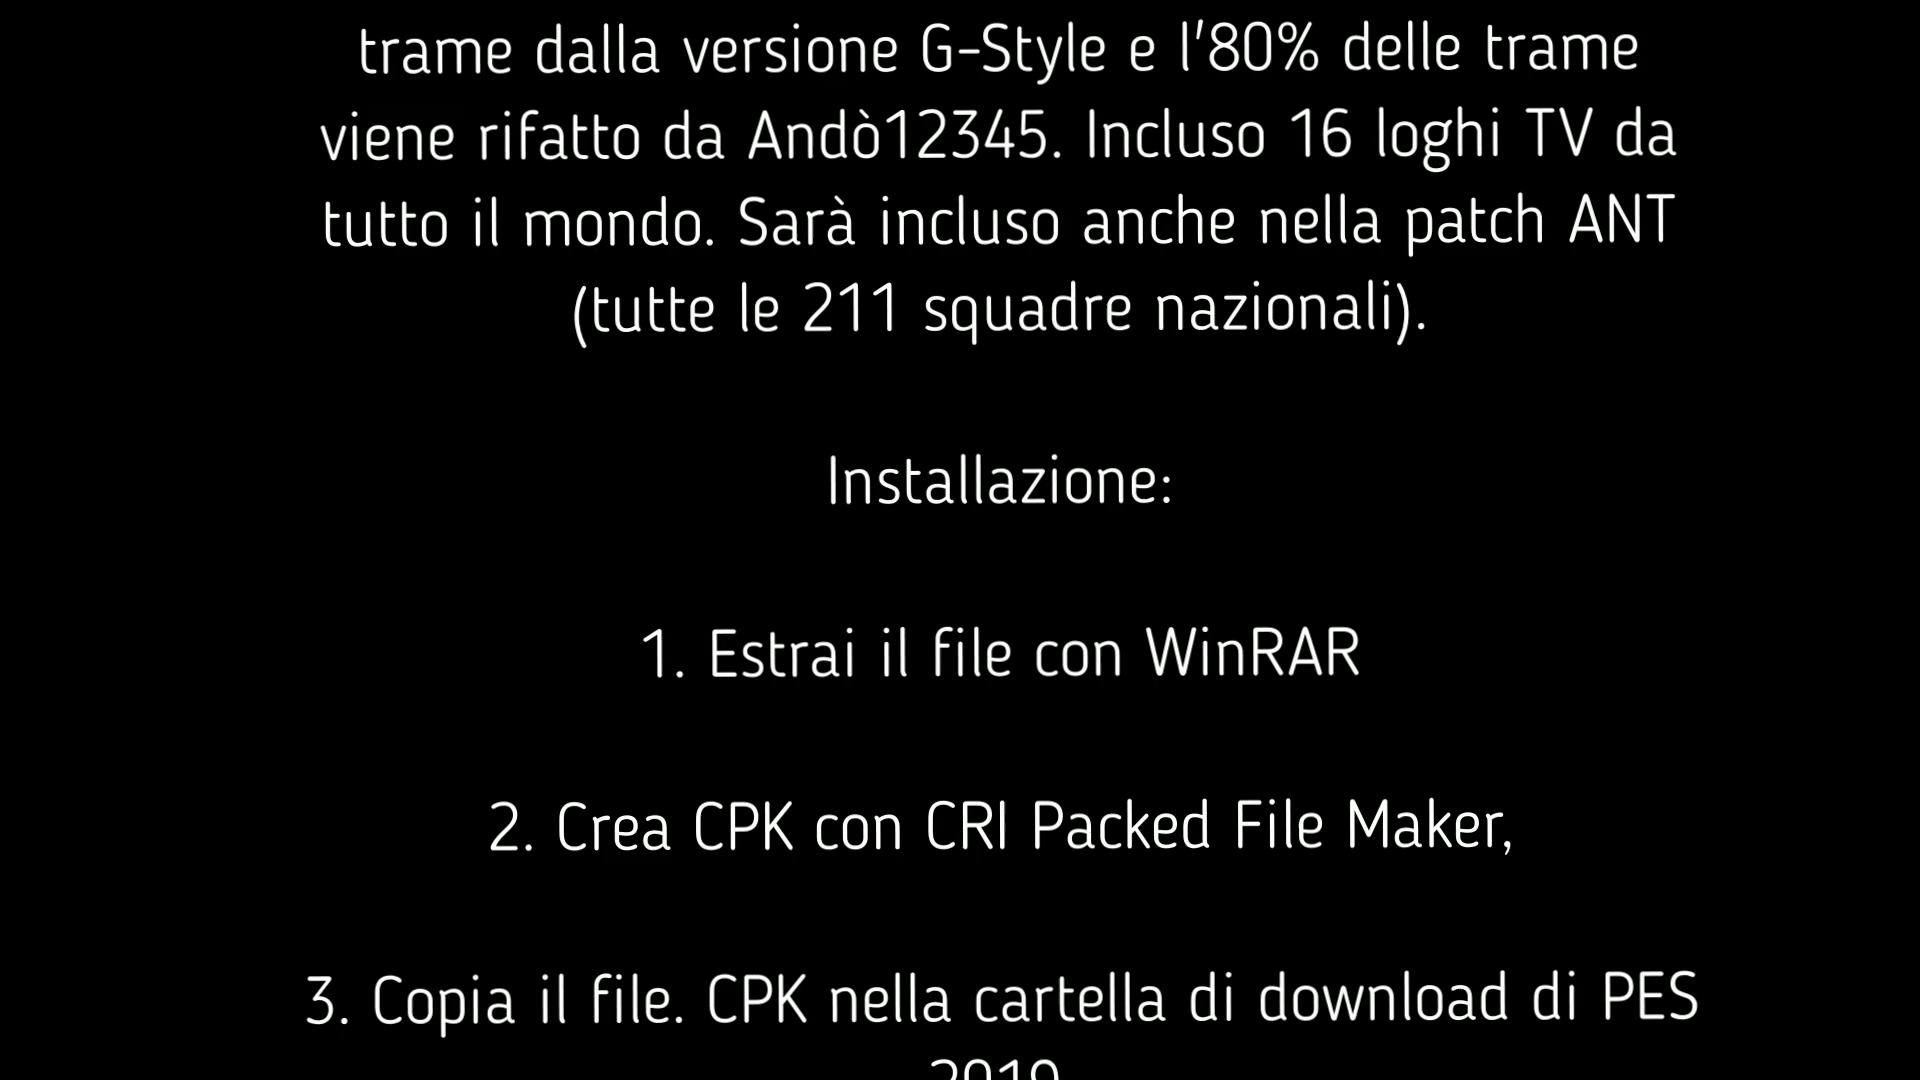 trame dalla versione G-Style e l'80% delle trame
viene rifatto da Andò12345. Incluso 16 loghi TV da
tutto il mondo. Sarà incluso anche nella patch ANT
(tutte le 211 squadre nazionali).
Installazione:
1. Estrai il file con WinRAR
2. Crea CPK con CRI Packed File Maker,
3. Copia il file. CPK nella cartella di download di PES
2019